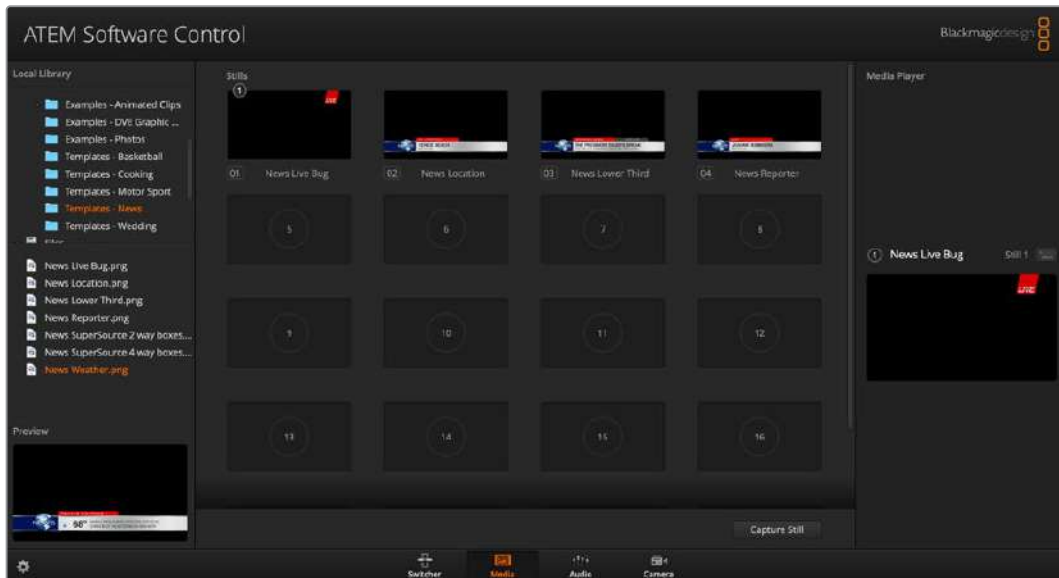 ATEM Software Control
Blackmagicdesign
Local Library
Examples - Animated Clips
Examples - DVE Graphic ...
Examples - Photos
Templates - Basketball
Templates - Cooking
Templates - Motor Sport
Templates - News
Templates - Wedding
News Live Bug.png
News Location.png
News Lower Third.png
News Reporter.png
News SuperSource 2 way boxes...
News SuperSource 4 way boxes...
News Weather.png
Preview
98°
Stills
1
LIVE
01 News Live Bug
02 News Location
03 News Lower Third
04 News Reporter
5 6 7 8
9 10 11 12
13 14 15 16
Capture Still
Media Player
1 News Live Bug Still 1
LIVE
Switcher Media Audio Camera